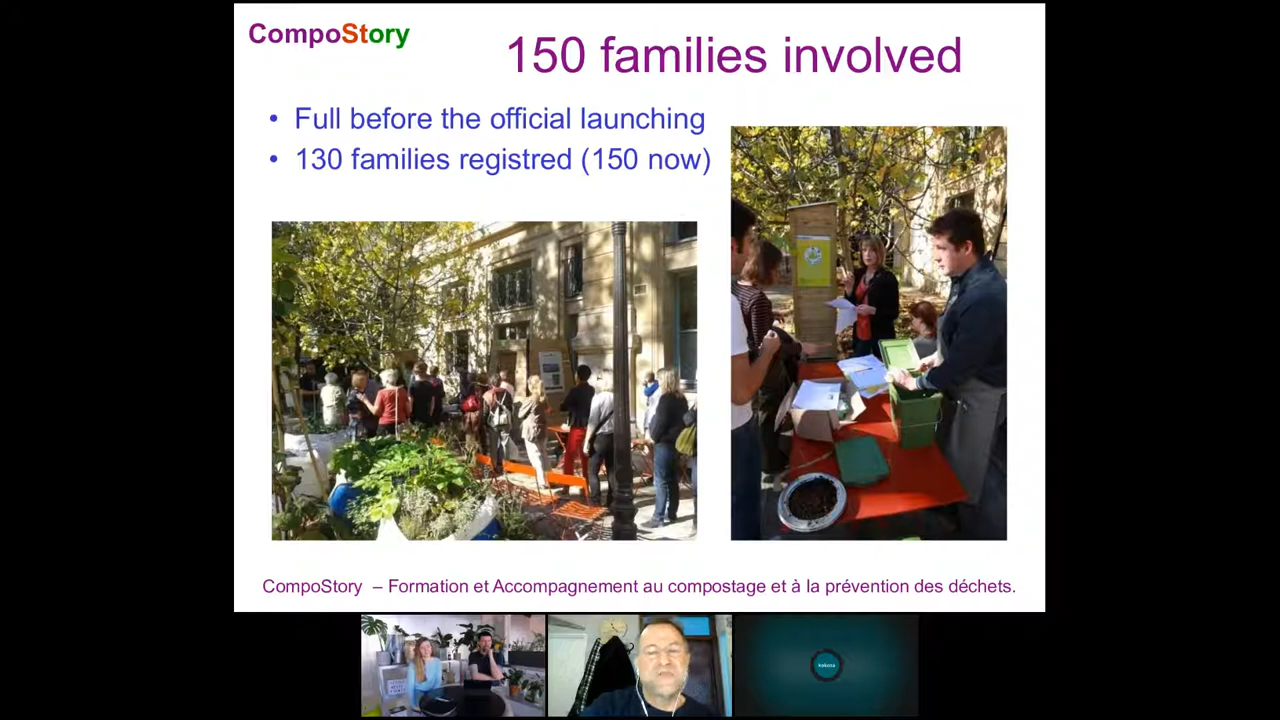 CompoStory
150 families involved
• Full before the official launching
• 130 families registred (150 now)
CompoStory – Formation et Accompagnement au compostage et à la prévention des déchets.
kokoza